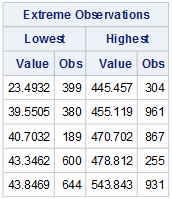 Extreme Observations
Lowest Highest
Value Obs Value Obs
23.4932 399 445.457 304
39.5505 380 455.119 961
40.7032 189 470.702 867
43.3462 600 478.812 255
43.8469 644 543.843 931